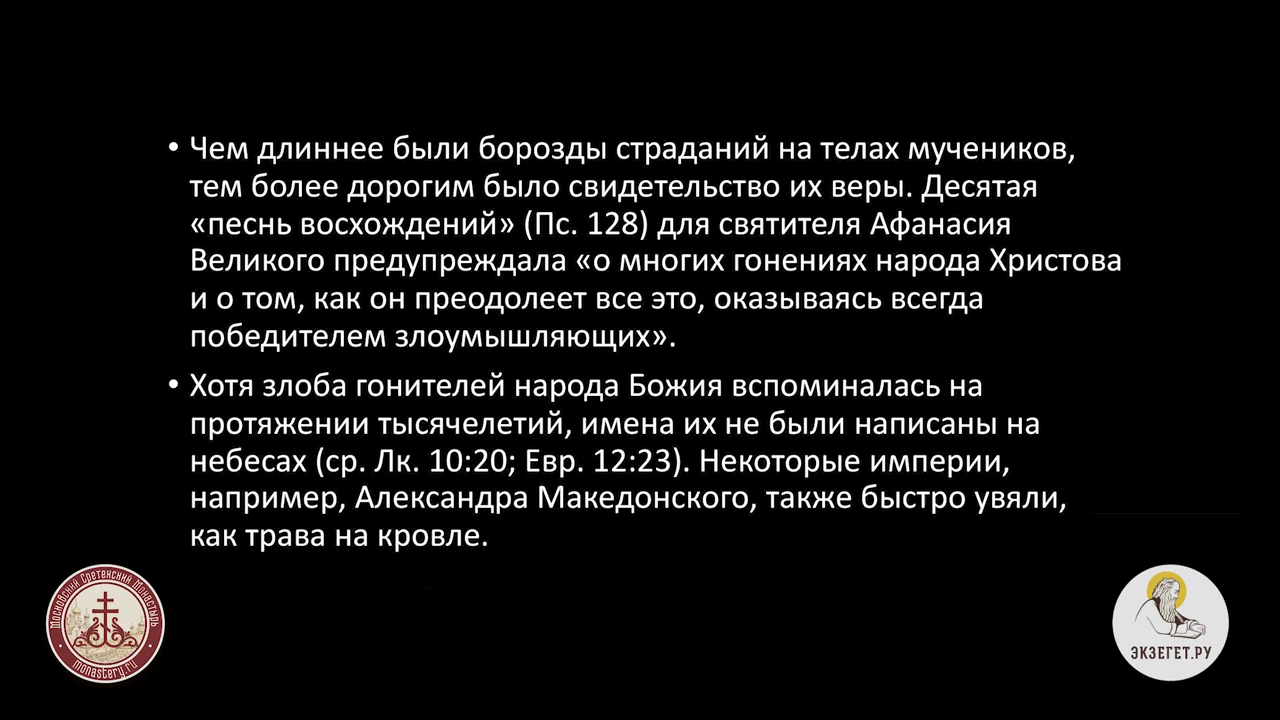 • Чем длиннее были борозды страданий на телах мучеников,
тем более дорогим было свидетельство их веры. Десятая
«песнь восхождений» (Пс. 128) для святителя Афанасия
Великого предупреждала «о многих гонениях народа Христова
и о том, как он преодолеет все это, оказываясь всегда
победителем злоумышляющих».
• Хотя злоба гонителей народа Божия вспоминалась на
протяжении тысячелетий, имена их не были написаны на
небесах (ср. Лк. 10:20; Евр. 12:23). Некоторые империи,
например, Александра Македонского, также быстро увяли,
как трава на кровле.
Московский Сретенский Монастырь
monastery.ru
ЭКЗЕГЕТ.РУ